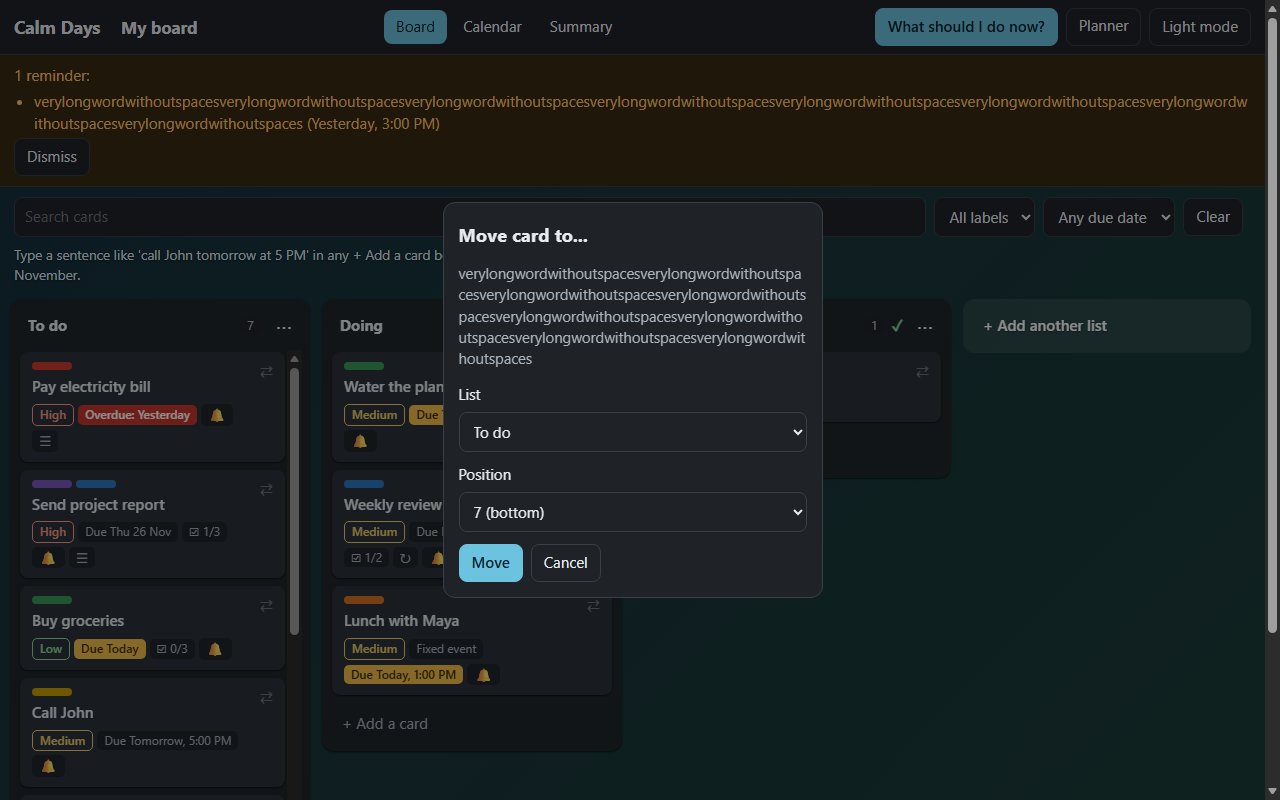 Calm Days My board Board Calendar Summary What should I do now? Planner Light mode
1 reminder:
• verylongwordwithoutspacesverylongwordwithoutspacesverylongwordwithoutspacesverylongwordwithoutspacesverylongwordwithoutspacesverylongwordwithoutspacesverylongwordw
ithoutspacesverylongwordwithoutspaces (Yesterday, 3:00 PM)
Dismiss
Search cards All labels Any due date Clear
Type a sentence like 'call John tomorrow at 5 PM' in any + Add a card
November.
Move card to...
verylongwordwithoutspacesverylongwordwithoutspa
cesverylongwordwithoutspacesverylongwordwithouts
pacesverylongwordwithoutspacesverylongwordwitho
utspacesverylongwordwithoutspacesverylongwordwit
houtspaces
List
To do
Position
7 (bottom)
Move Cancel
To do 7 ...
Pay electricity bill
High Overdue: Yesterday
Send project report
High Due Thu 26 Nov 1/3
Buy groceries
Low Due Today 0/3
Call John
Medium Due Tomorrow, 5:00 PM
Doing
Water the plan
Medium Due
Weekly review
Medium Due
1/2
Lunch with Maya
Medium Fixed event
Due Today, 1:00 PM
+ Add a card
1 ✓ ...
+ Add another list